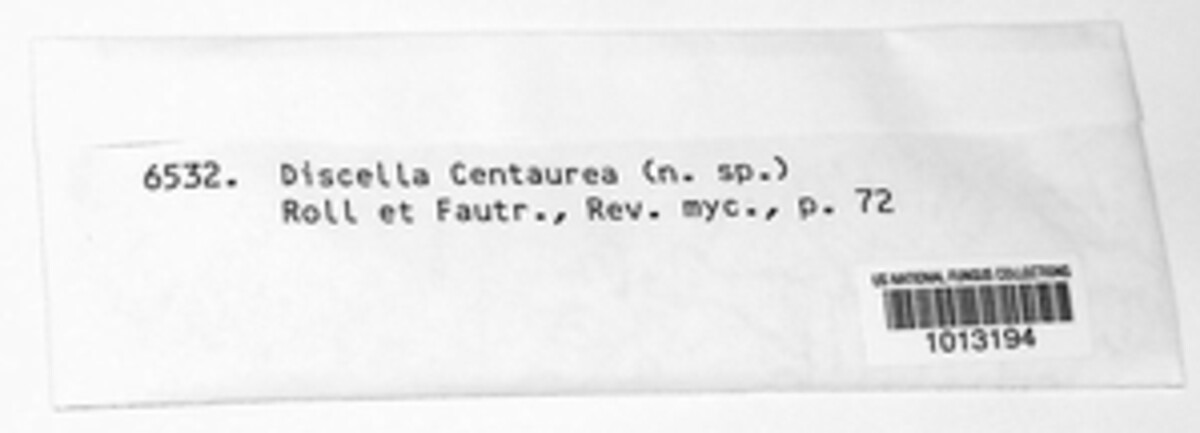 6532. Discella Centaurea (n. sp.)
Roll et Fautr., Rev. myc., p. 72
US NATIONAL FUNGUS COLLECTIONS
1013194